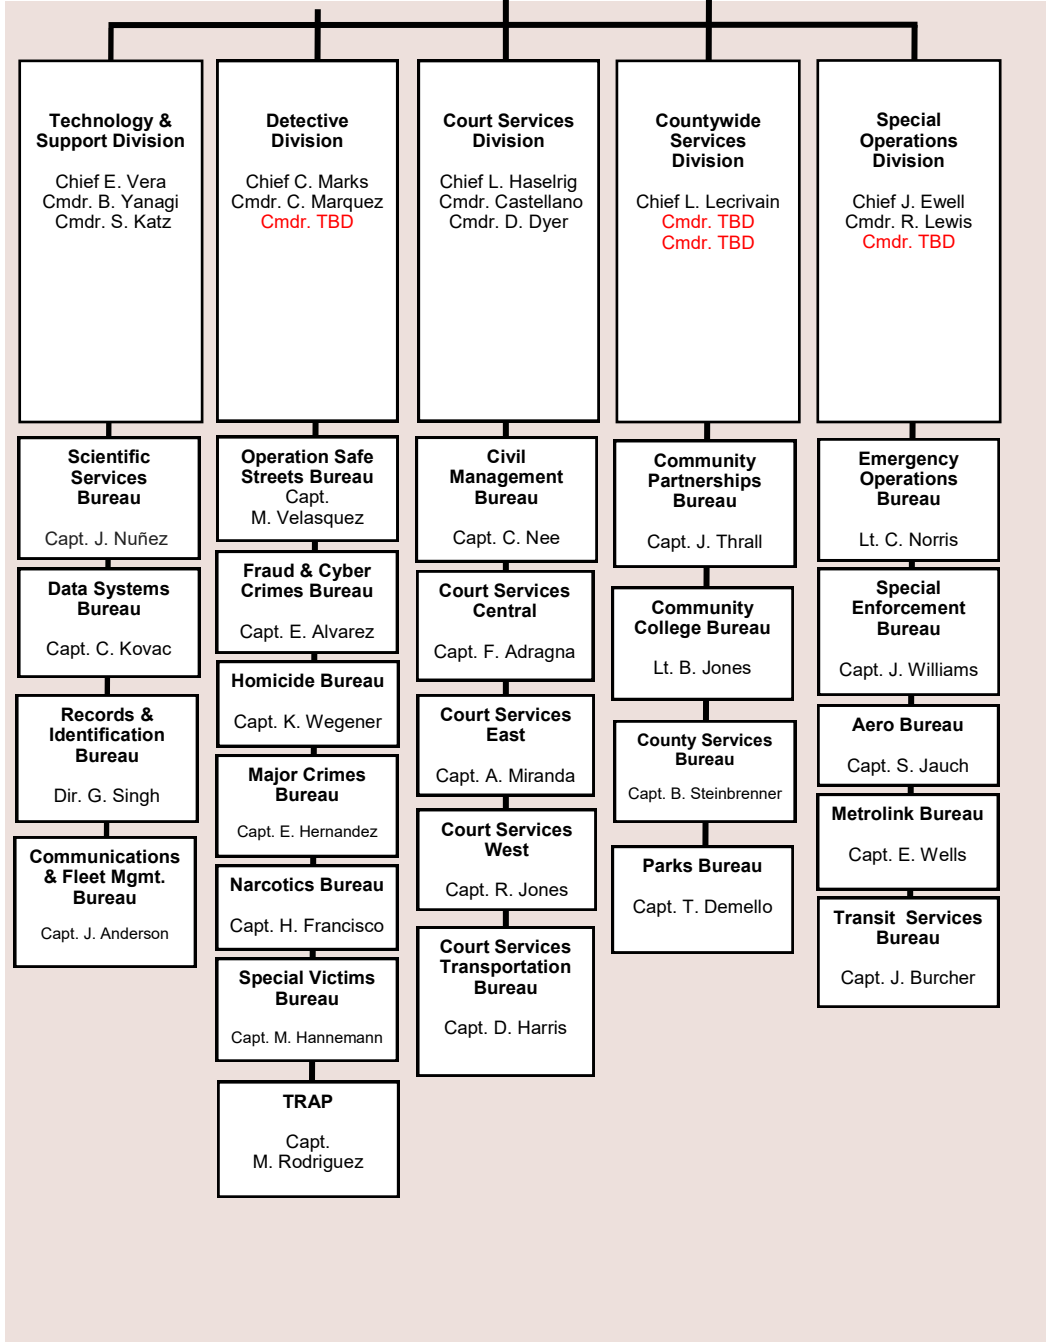 Technology &
Support Division
Chief E. Vera
Cmdr. B. Yanagi
Cmdr. S. Katz
Scientific
Services
Bureau
Capt. J. Nuñez
Data Systems
Bureau
Capt. C. Kovac
Records &
Identification
Bureau
Dir. G. Singh
Communications
& Fleet Mgmt.
Bureau
Capt. J. Anderson
Detective
Division
Chief C. Marks
Cmdr. C. Marquez
Cmdr. TBD
Operation Safe
Streets Bureau
Capt.
M. Velasquez
Fraud & Cyber
Crimes Bureau
Capt. E. Alvarez
Homicide Bureau
Capt. K. Wegener
Major Crimes
Bureau
Capt. E. Hernandez
Narcotics Bureau
Capt. H. Francisco
Special Victims
Bureau
Capt. M. Hannemann
TRAP
Capt.
M. Rodriguez
Court Services
Division
Chief L. Haselrig
Cmdr. Castellano
Cmdr. D. Dyer
Civil
Management
Bureau
Capt. C. Nee
Court Services
Central
Capt. F. Adragna
Court Services
East
Capt. A. Miranda
Court Services
West
Capt. R. Jones
Court Services
Transportation
Bureau
Capt. D. Harris
Countywide
Services
Division
Chief L. Lecrivain
Cmdr. TBD
Cmdr. TBD
Community
Partnerships
Bureau
Capt. J. Thrall
Community
College Bureau
Lt. B. Jones
County Services
Bureau
Capt. B. Steinbrenner
Parks Bureau
Capt. T. Demello
Special
Operations
Division
Chief J. Ewell
Cmdr. R. Lewis
Cmdr. TBD
Emergency
Operations
Bureau
Lt. C. Norris
Special
Enforcement
Bureau
Capt. J. Williams
Aero Bureau
Capt. S. Jauch
Metrolink Bureau
Capt. E. Wells
Transit Services
Bureau
Capt. J. Burcher